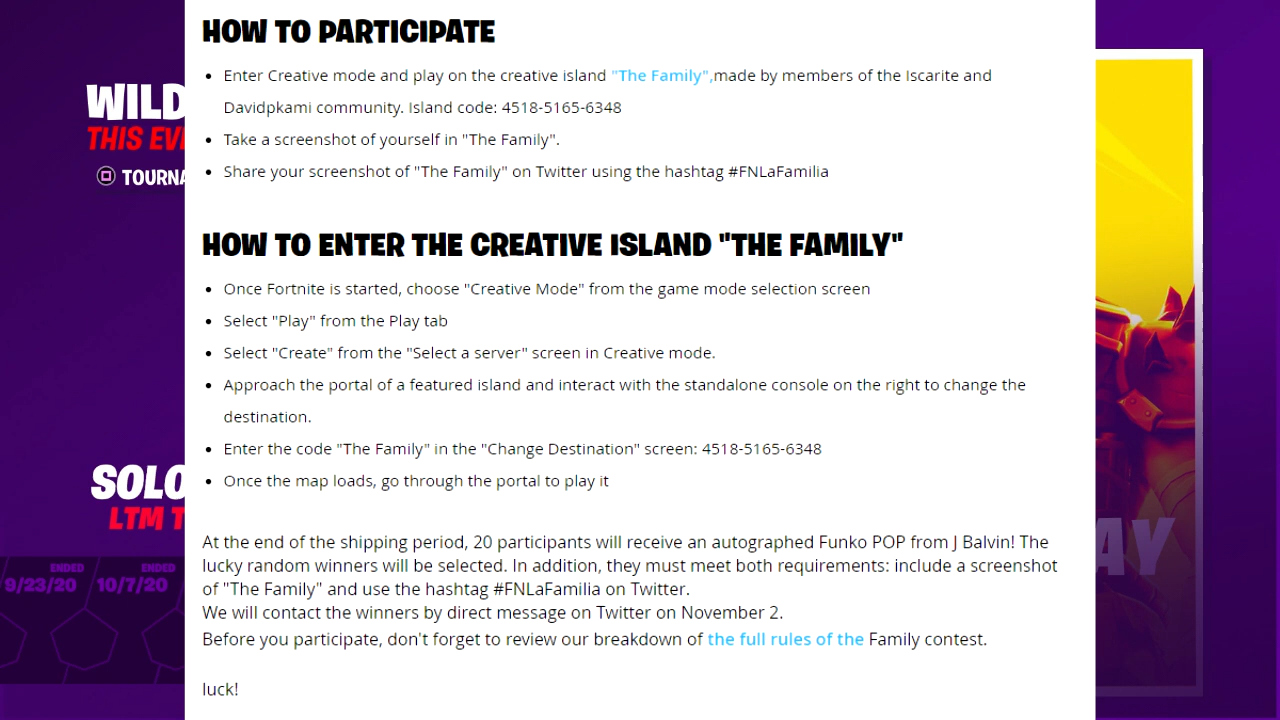 HOW TO PARTICIPATE
Enter Creative mode and play on the creative island "The Family",made by members of the Iscarite and
Davidpkami community. Island code: 4518-5165-6348
Take a screenshot of yourself in "The Family".
Share your screenshot of "The Family" on Twitter using the hashtag #FNLaFamilia
HOW TO ENTER THE CREATIVE ISLAND "THE FAMILY"
Once Fortnite is started, choose "Creative Mode" from the game mode selection screen
Select "Play" from the Play tab
Select "Create" from the "Select a server" screen in Creative mode.
Approach the portal of a featured island and interact with the standalone console on the right to change the
destination.
Enter the code "The Family" in the "Change Destination" screen: 4518-5165-6348
Once the map loads, go through the portal to play it
At the end of the shipping period, 20 participants will receive an autographed Funko POP from J Balvin! The
lucky random winners will be selected. In addition, they must meet both requirements: include a screenshot
of "The Family" and use the hashtag #FNLaFamilia on Twitter.
We will contact the winners by direct message on Twitter on November 2.
Before you participate, don't forget to review our breakdown of the full rules of the Family contest.
luck!
WILD
THIS EV
TOURNA
SOLO
LTM T
ENDED
9/23/20
ENDED
10/7/20
AY